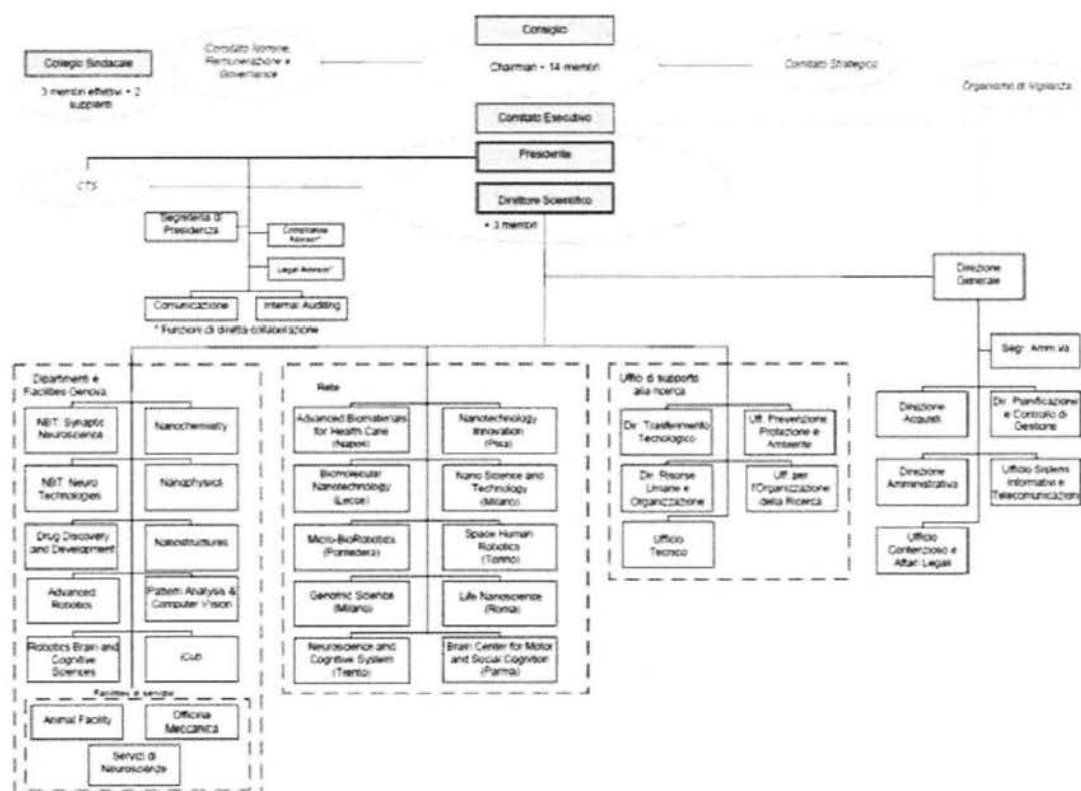 Consiglio
Chairman + 14 membri
Comitato Nomine,
Remunerazione e
Governance
Comitato Strategico
Organismo di Vigilanza
Collegio Sindacale
3 membri effettivi + 2
supplenti
Comitato Esecutivo
Presidente
CTS
Direttore Scientifico
+ 3 membri
Segreteria di
Presidenza
Compliance
Advisor*
Legal Advisor*
Comunicazione
Internal Auditing
* Funzioni di diretta collaborazione
Direzione
Generale
Segr. Amm.va
Direzione
Acquisti
Dir. Pianificazione
e Controllo di
Gestione
Direzione
Amministrativa
Ufficio Sistemi
Informativi e
Telecomunicazioni
Ufficio
Contenzioso e
Affari Legali
Dipartimenti e
Facilities Genova
NBT: Synaptic
Neuroscience
Nanochemistry
NBT: Neuro
Technologies
Nanophysics
Drug Discovery
and Development
Nanostructures
Advanced
Robotics
Pattern Analysis &
Computer Vision
Robotics Brain and
Cognitive
Sciences
iCub
Facilities e servizi
Animal Facility
Officina
Meccanica
Servizi di
Neuroscienze
Rete
Advanced Biomaterials
for Health Care
(Napoli)
Nanotechnology
Innovation
(Pisa)
Biomolecular
Nanotechnology
(Lecce)
Nano Science and
Technology
(Milano)
Micro-BioRobotics
(Pontedera)
Space Human
Robotics
(Torino)
Genomic Science
(Milano)
Life Nanoscience
(Roma)
Neuroscience and
Cognitive System
(Trento)
Brain Center for Motor
and Social Cognition
(Parma)
Uffio di supporto
alla ricerca
Dir. Trasferimento
Tecnologico
Uff. Prevenzione
Protezione e
Ambiente
Dir. Risorse
Umane e
Organizzazione
Uff. per
l'Organizzazione
della Ricerca
Ufficio
Tecnico